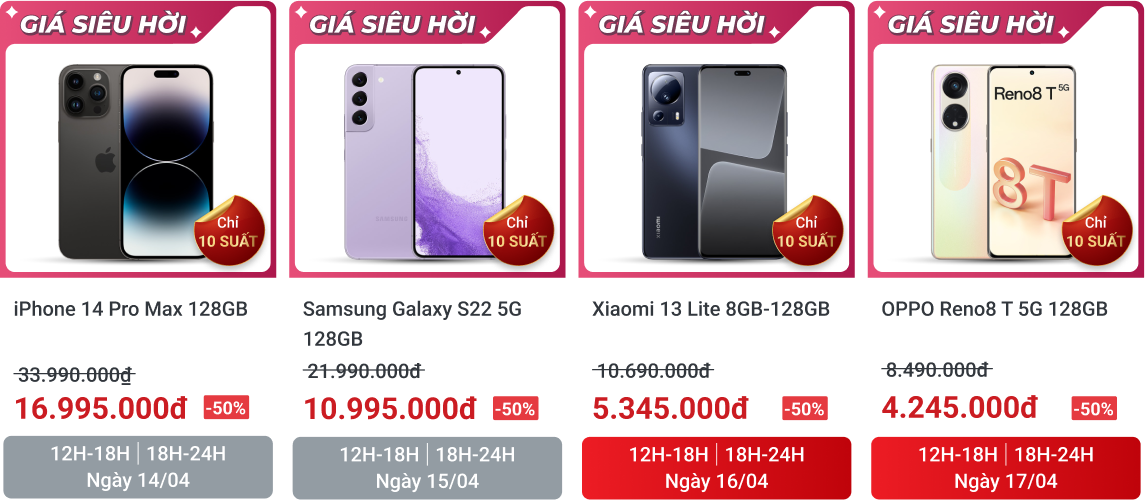 GIÁ SIÊU HỜI
Chỉ
10 SUẤT
iPhone 14 Pro Max 128GB
33.990.000₫
16.995.000đ -50%
12H-18H | 18H-24H
Ngày 14/04
GIÁ SIÊU HỜI
SAMSUNG
Chỉ
10 SUẤT
Samsung Galaxy S22 5G
128GB
21.990.000đ
10.995.000đ -50%
12H-18H | 18H-24H
Ngày 15/04
GIÁ SIÊU HỜI
xiaomi
Chỉ
10 SUẤT
Xiaomi 13 Lite 8GB-128GB
10.690.000đ
5.345.000đ -50%
12H-18H | 18H-24H
Ngày 16/04
GIÁ SIÊU HỜI
Reno8 T 5G
8T
Chỉ
10 SUẤT
OPPO Reno8 T 5G 128GB
8.490.000đ
4.245.000đ -50%
12H-18H | 18H-24H
Ngày 17/04